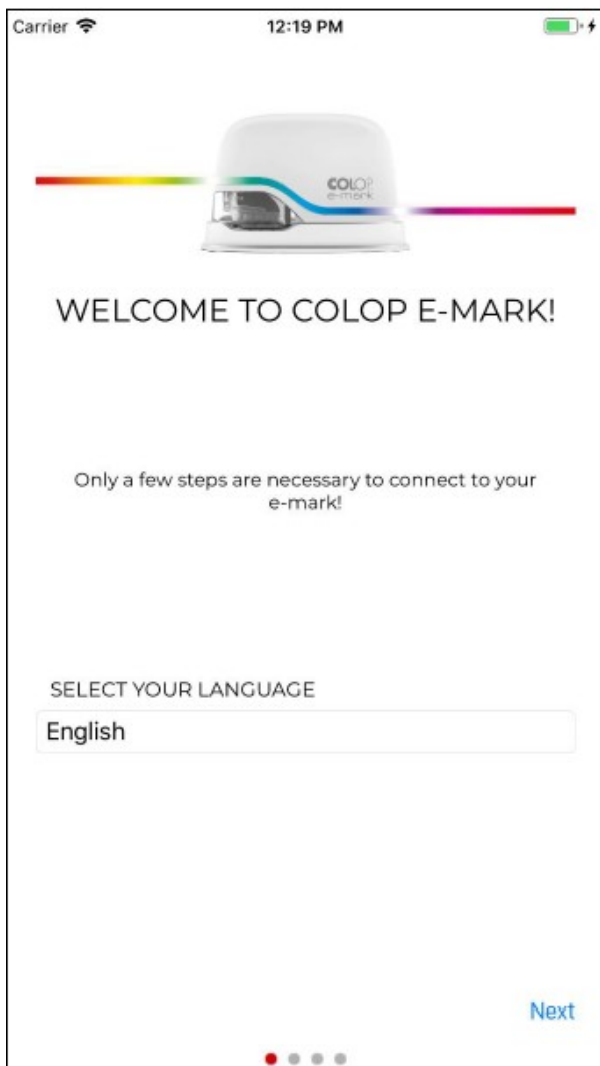 Carrier
12:19 PM
COLOP
e-mark
WELCOME TO COLOP E-MARK!
Only a few steps are necessary to connect to your
e-mark!
SELECT YOUR LANGUAGE
English
Next